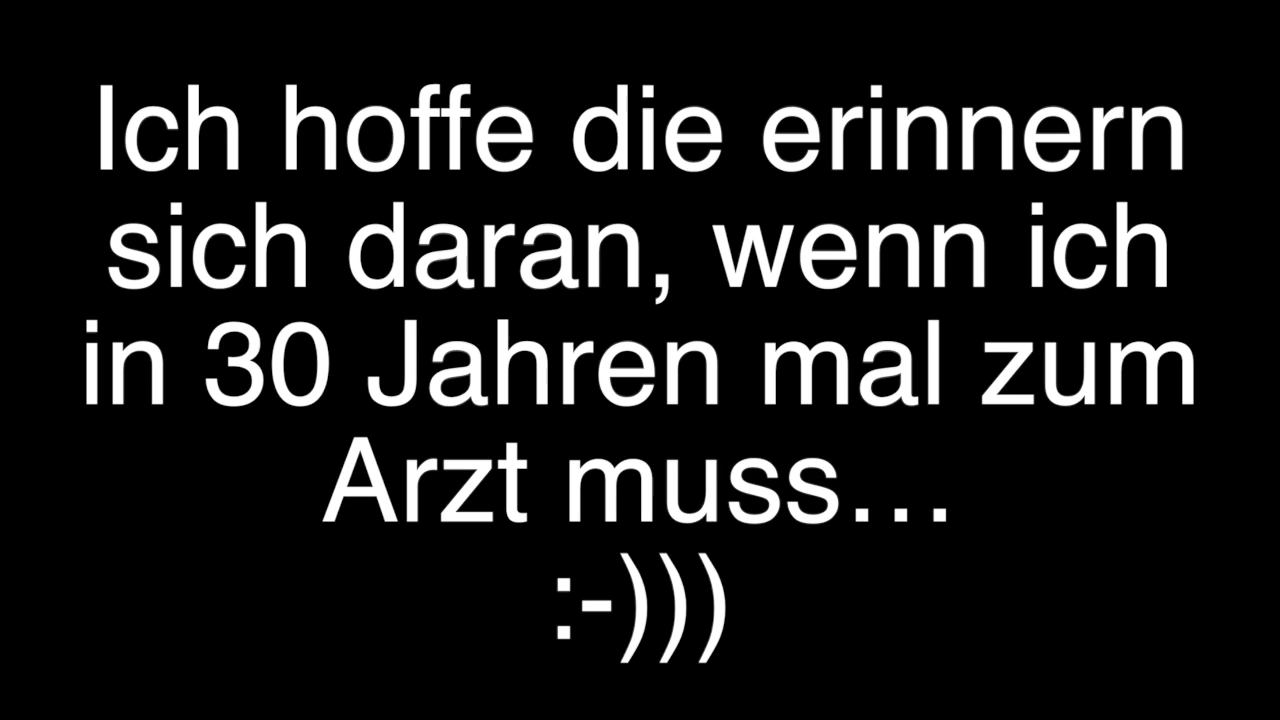 Ich hoffe die erinnern
sich daran, wenn ich
in 30 Jahren mal zum
Arzt muss...
:-)))